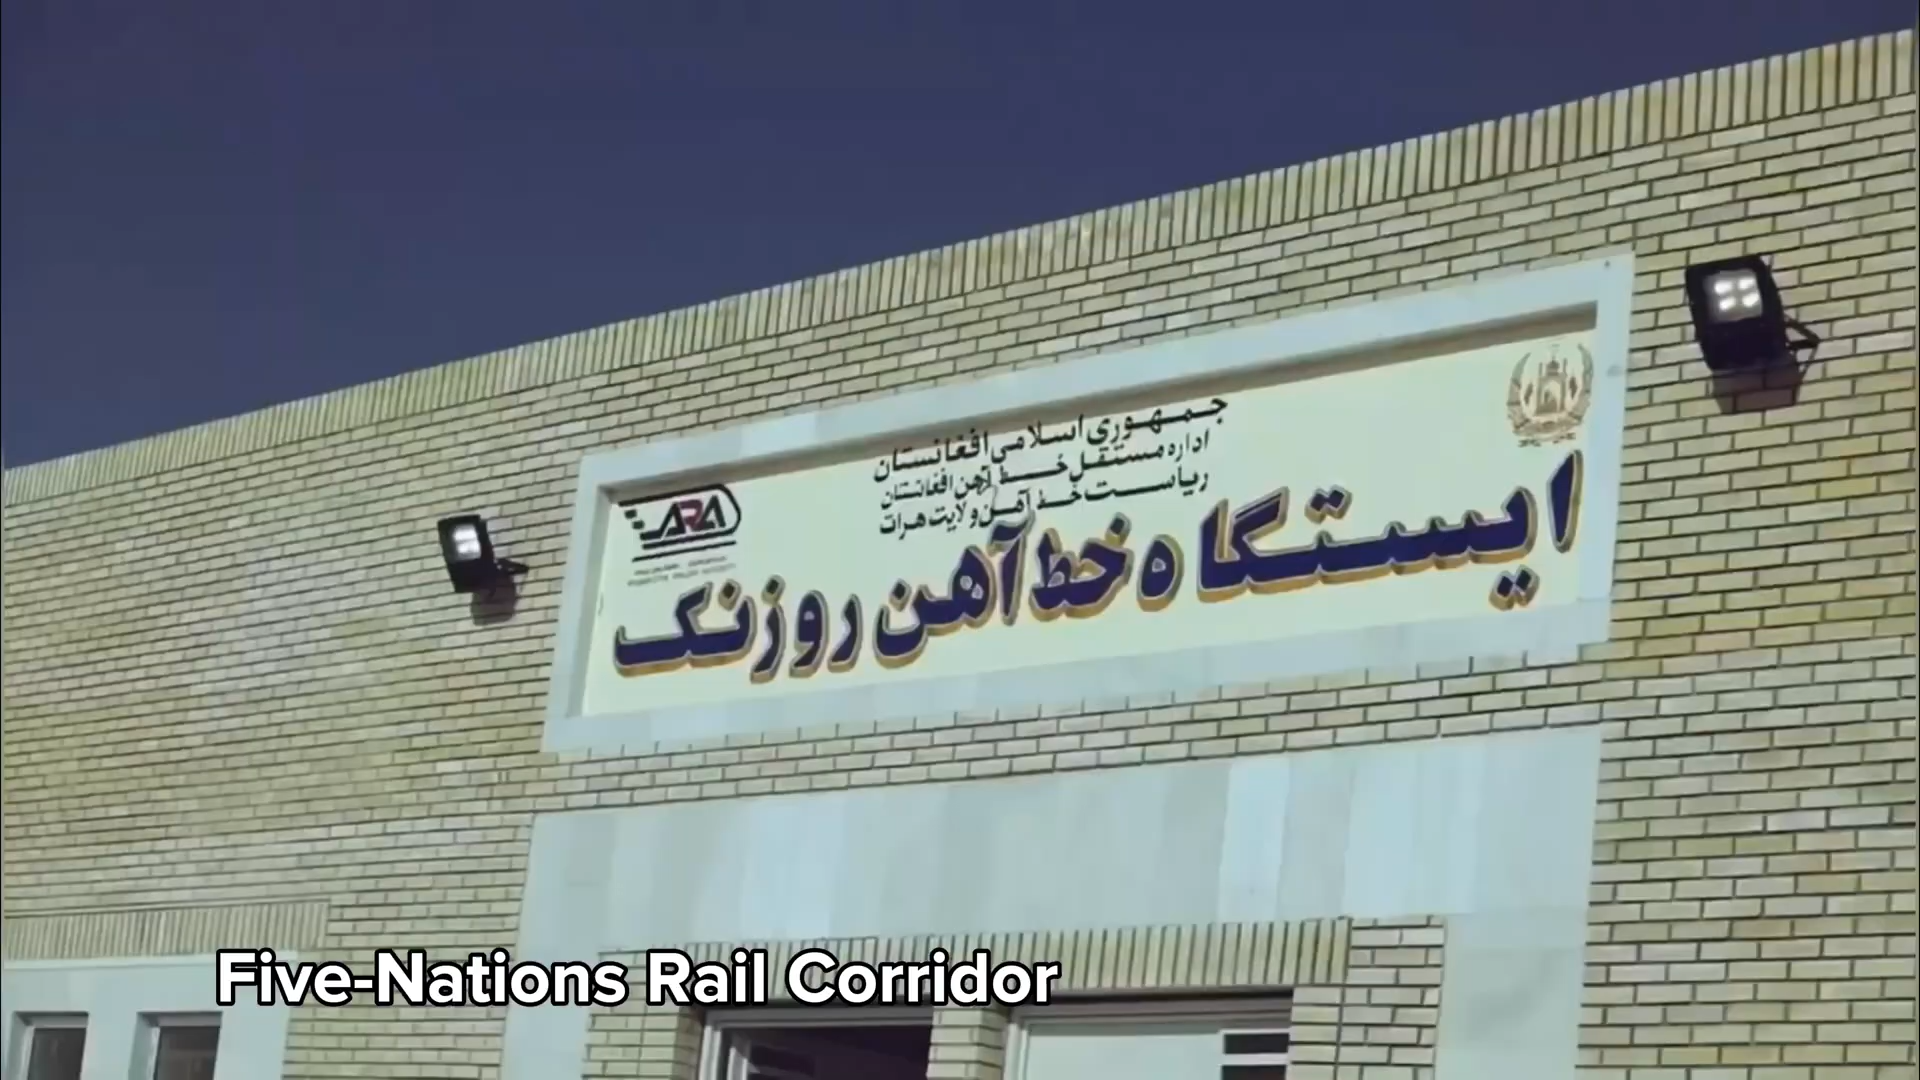 جمهوری اسلامی افغانستان
اداره مستقل خط آهن افغانستان
ریاست خط آهن ولایت هرات
ARA
ایستگاه خط آهن روزنک
Five-Nations Rail Corridor